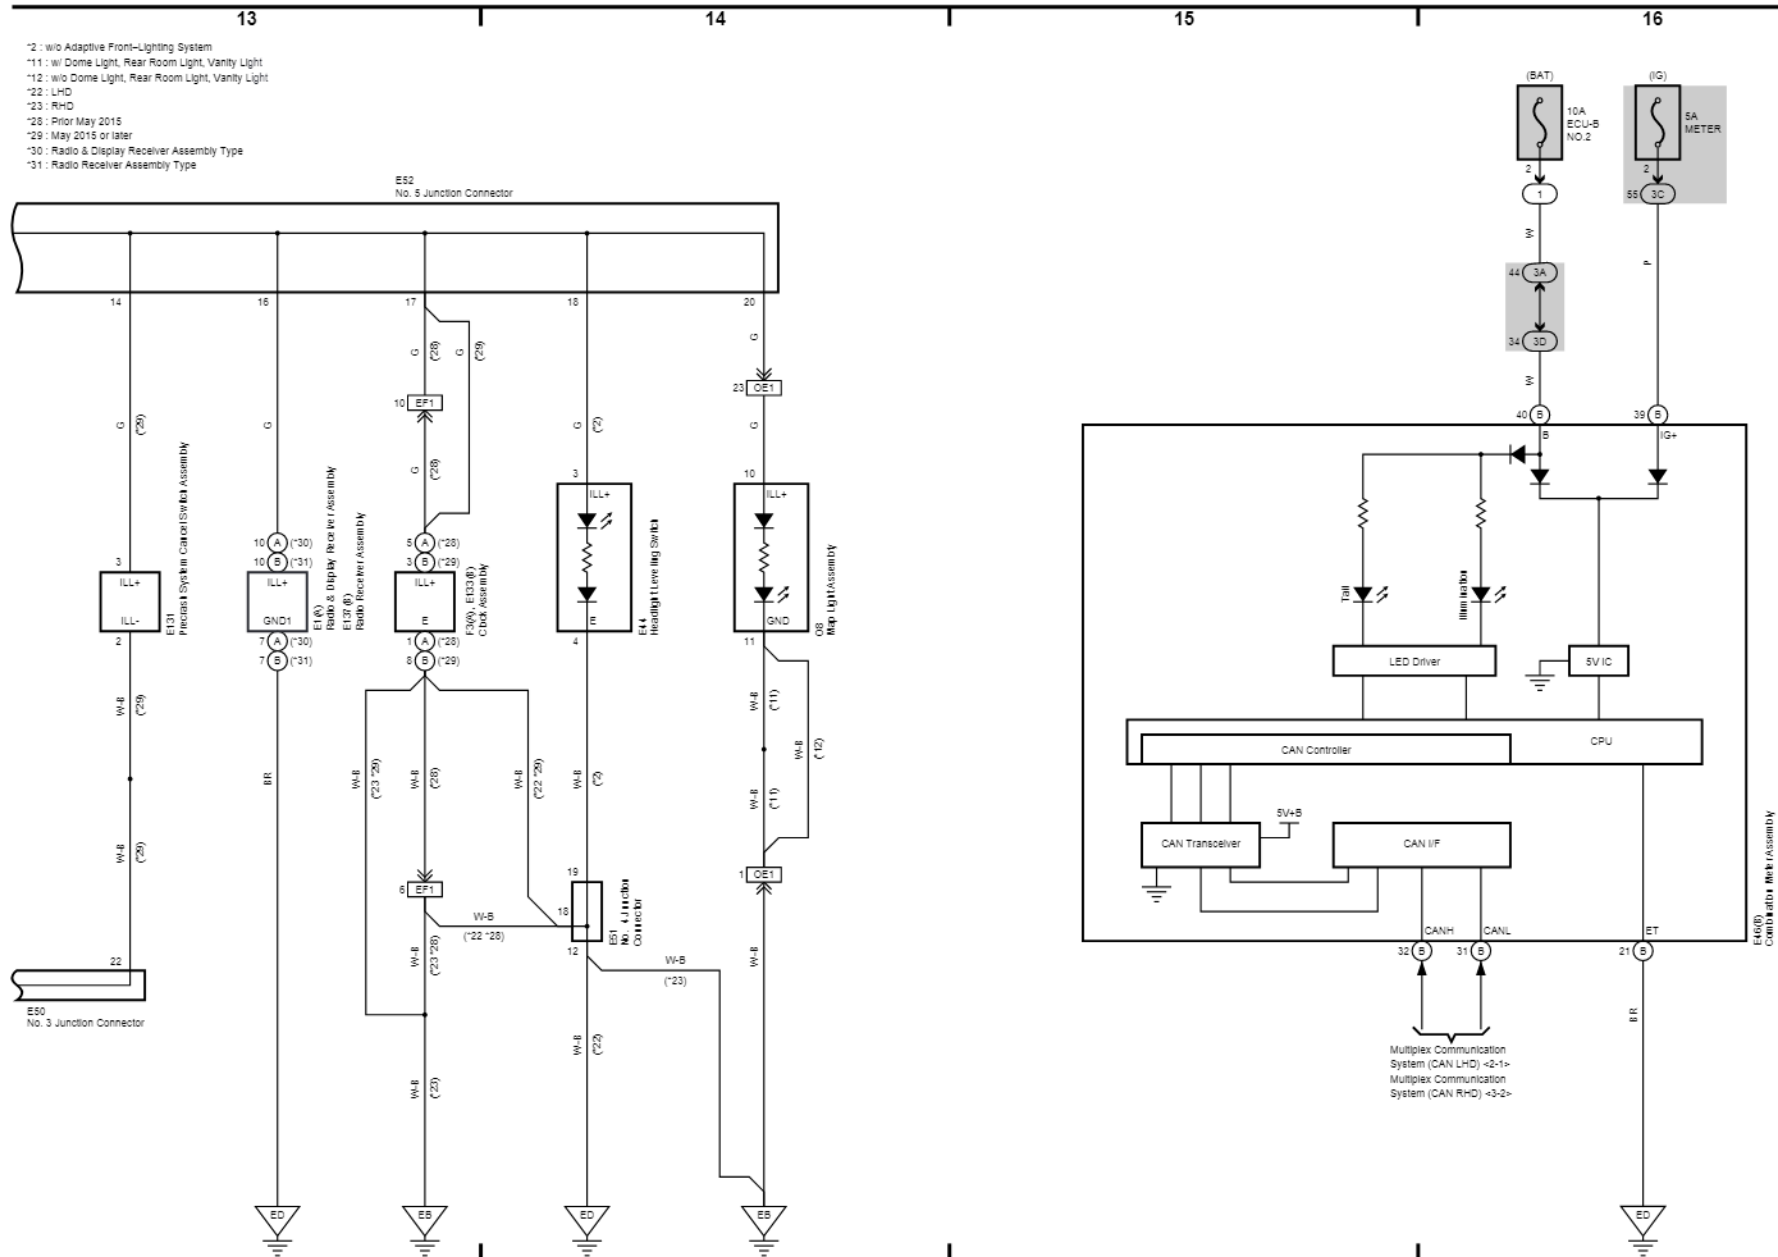 13
14
15
16
*2 : w/o Adaptive Front–Lighting System
*11 : w/ Dome Light, Rear Room Light, Vanity Light
*12 : w/o Dome Light, Rear Room Light, Vanity Light
*22 : LHD
*23 : RHD
*28 : Prior May 2015
*29 : May 2015 or later
*30 : Radio & Display Receiver Assembly Type
*31 : Radio Receiver Assembly Type
E52
No. 5 Junction Connector
14
16
17
18
20
G
(*29)
3
ILL+
ILL-
2
E131
Precrash System Cancel Switch Assembly
W-B
(*29)
W-B
(*29)
22
E50
No. 3 Junction Connector
G
10 A (*30)
10 B (*31)
ILL+
GND1
7 A (*30)
7 B (*31)
E1(A)
Radio & Display Receiver Assembly
E137(B)
Radio Receiver Assembly
BR
ED
G
(*28)
G
(*29)
10 EF1
G
(*28)
5 A (*28)
3 B (*29)
ILL+
E
1 A (*28)
8 B (*29)
F3(A), E133(B)
Clock Assembly
W-B
(*23 *29)
W-B
(*28)
W-B
(*22 *29)
6 EF1
W-B
(*22 *28)
W-B
(*23 *28)
W-B
(*23)
EB
G
(*2)
3
ILL+
E
4
E44
Headlight Leveling Switch
W-B
(*2)
19
18
12
E51
No. 4 Junction
Connector
W-B
(*23)
W-B
(*22)
ED
G
23 OE1
G
10
ILL+
GND
11
O8
Map Light Assembly
W-B
(*11)
W-B
(*12)
W-B
(*11)
1 OE1
W-B
EB
(BAT)
10A
ECU-B
NO.2
2
1
W
44 3A
34 3D
W
40 B
B
(IG)
5A
METER
2
55 3C
P
39 B
IG+
Tail
Illumination
LED Driver
5V IC
CPU
CAN Controller
CAN Transceiver
5V+B
CAN I/F
CANH
CANL
ET
32 B
31 B
21 B
E46(B)
Combination Meter Assembly
Multiplex Communication
System (CAN LHD) <2-1>
Multiplex Communication
System (CAN RHD) <3-2>
BR
ED